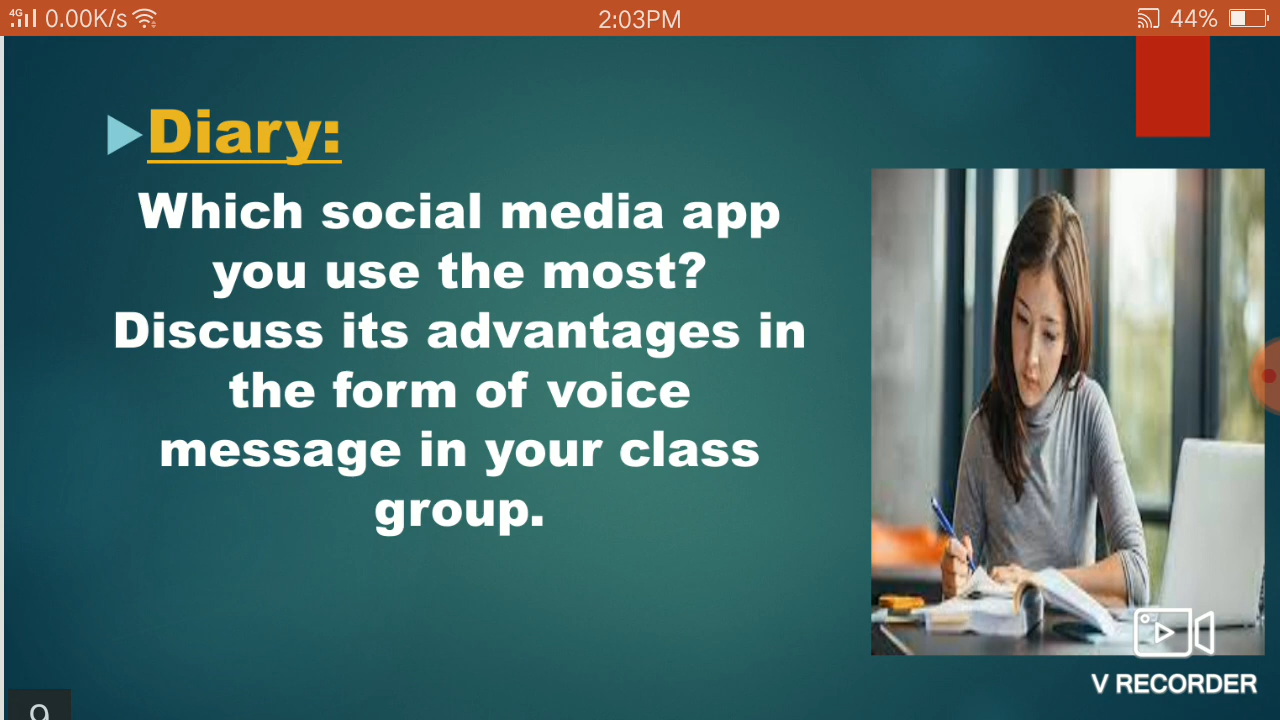 4G 0.00K/s 2:03PM 44%
Diary:
Which social media app
you use the most?
Discuss its advantages in
the form of voice
message in your class
group.
V RECORDER
9